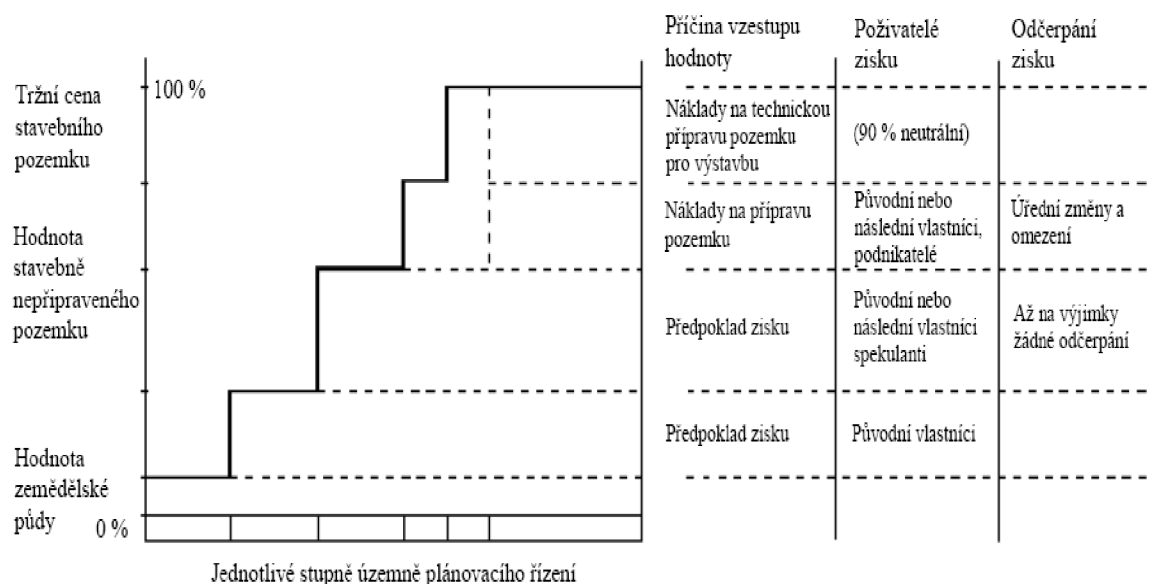 Příčina vzestupu
hodnoty
Poživatelé
zisku
Odčerpání
zisku
Tržní cena
stavebního
pozemku
100 %
Náklady na technickou
přípravu pozemku
pro výstavbu
(90 % neutrální)
Hodnota
stavebně
nepřipraveného
pozemku
Náklady na přípravu
pozemku
Původní nebo
následní vlastníci,
podnikatelé
Úřední změny a
omezení
Předpoklad zisku
Původní nebo
následní vlastníci
spekulanti
Až na výjimky
žádné odčerpání
Předpoklad zisku
Původní vlastníci
Hodnota
zemědělské
půdy
0 %
Jednotlivé stupně územně plánovacího řízení